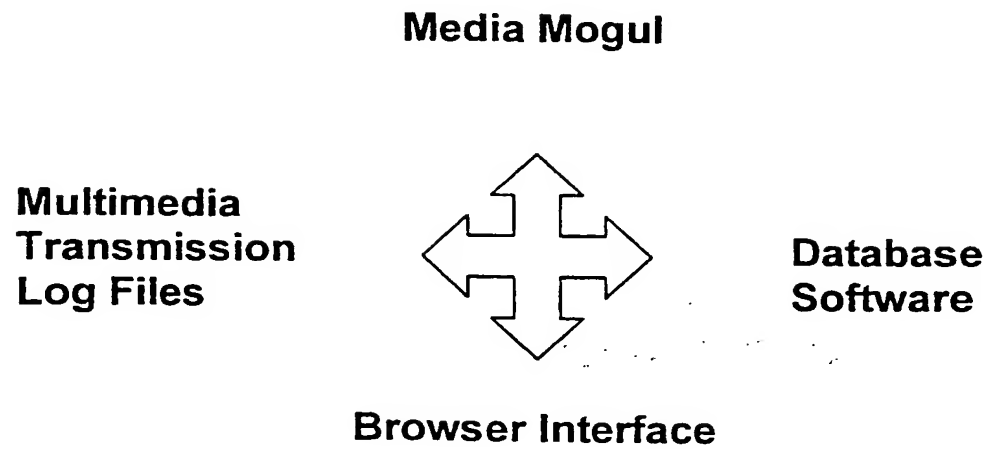 Media Mogul
Multimedia
Transmission
Log Files
Database
Software
Browser Interface